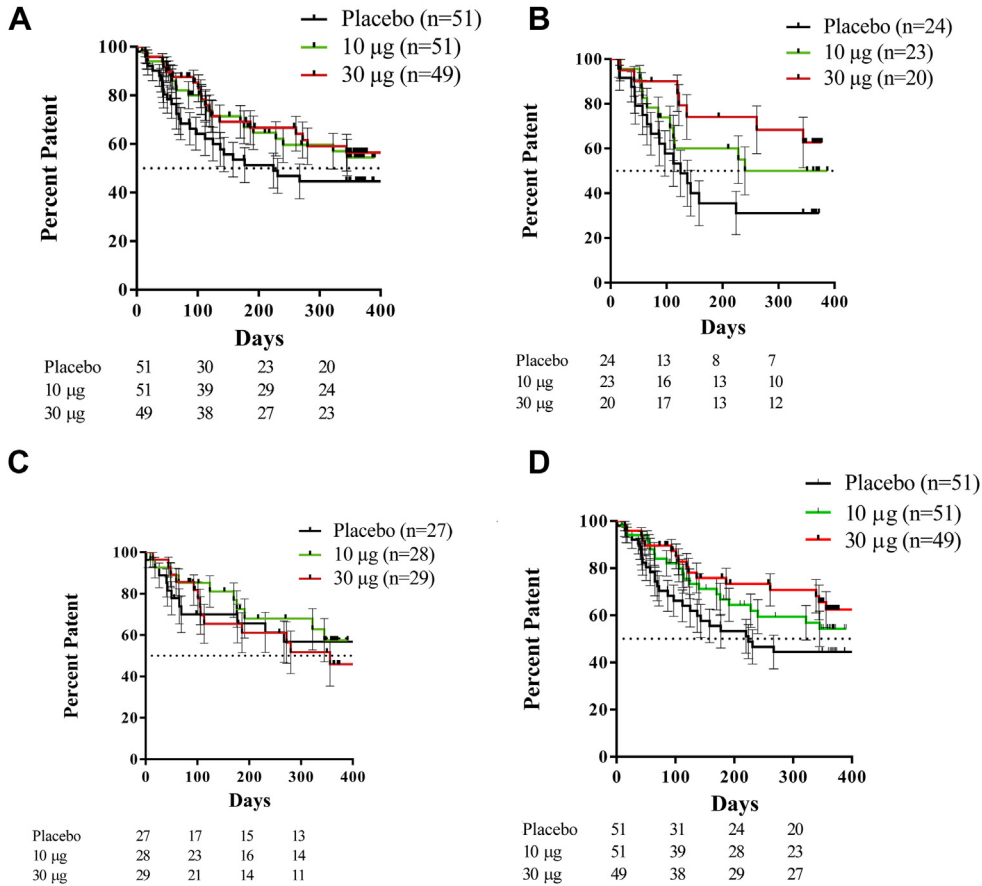 A
Placebo (n=51)
10 µg (n=51)
30 µg (n=49)
Percent Patent
100
80
60
40
20
0
0 100 200 300 400
Days
Placebo 51 30 23 20
10 µg 51 39 29 24
30 µg 49 38 27 23
B
Placebo (n=24)
10 µg (n=23)
30 µg (n=20)
Percent Patent
100
80
60
40
20
0
0 100 200 300 400
Days
Placebo 24 13 8 7
10 µg 23 16 13 10
30 µg 20 17 13 12
C
Placebo (n=27)
10 µg (n=28)
30 µg (n=29)
Percent Patent
100
80
60
40
20
0
0 100 200 300 400
Days
Placebo 27 17 15 13
10 µg 28 23 16 14
30 µg 29 21 14 11
D
Placebo (n=51)
10 µg (n=51)
30 µg (n=49)
Percent Patent
100
80
60
40
20
0
0 100 200 300 400
Days
Placebo 51 31 24 20
10 µg 51 39 28 23
30 µg 49 38 29 27